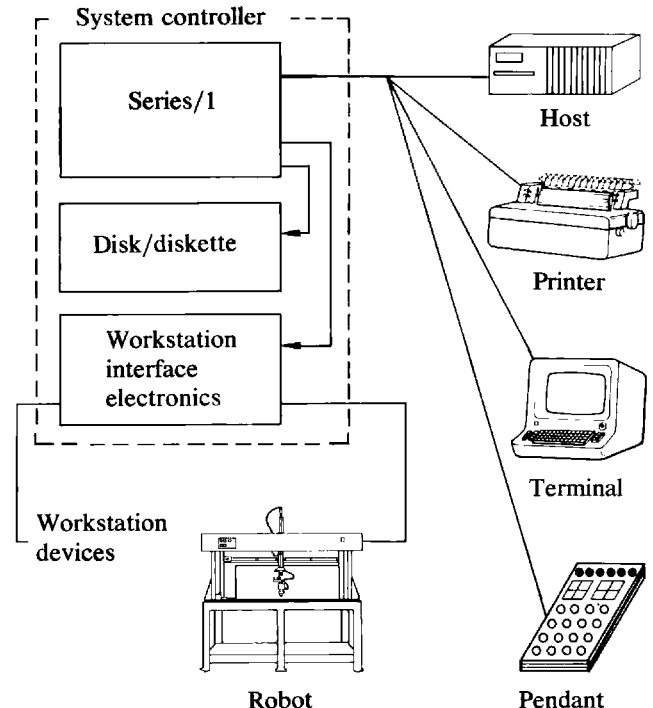 System controller
Series/1
Host
Disk/diskette
Printer
Workstation
interface
electronics
Terminal
Workstation
devices
Robot
Pendant